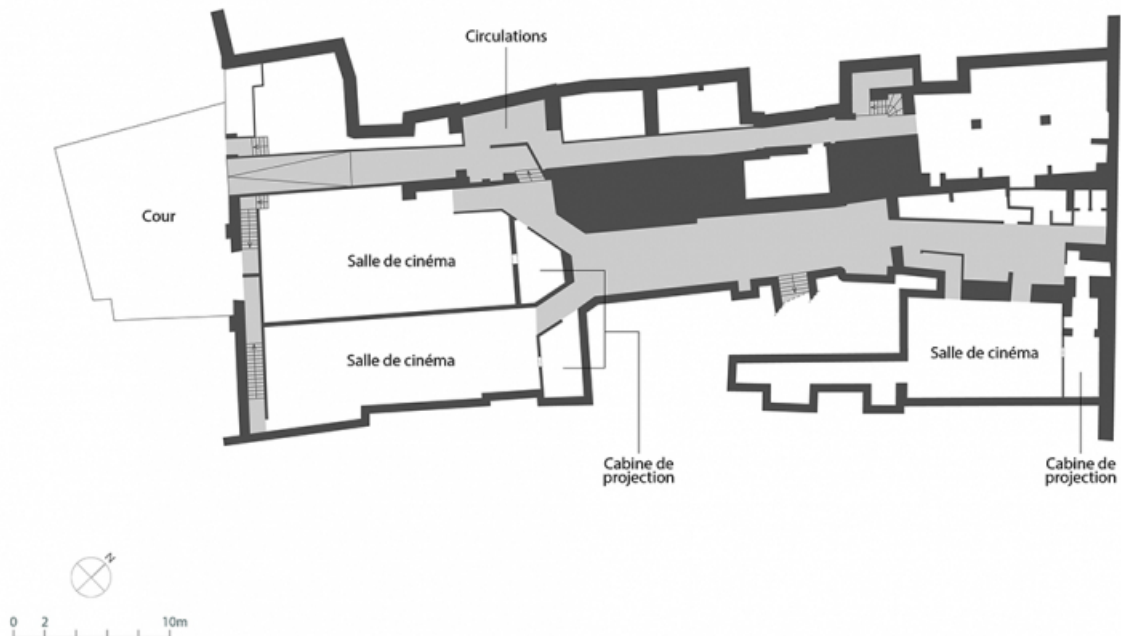 Circulations
Cour
Salle de cinéma
Salle de cinéma
Salle de cinéma
Cabine de
projection
Cabine de
projection
N
0 2 10m